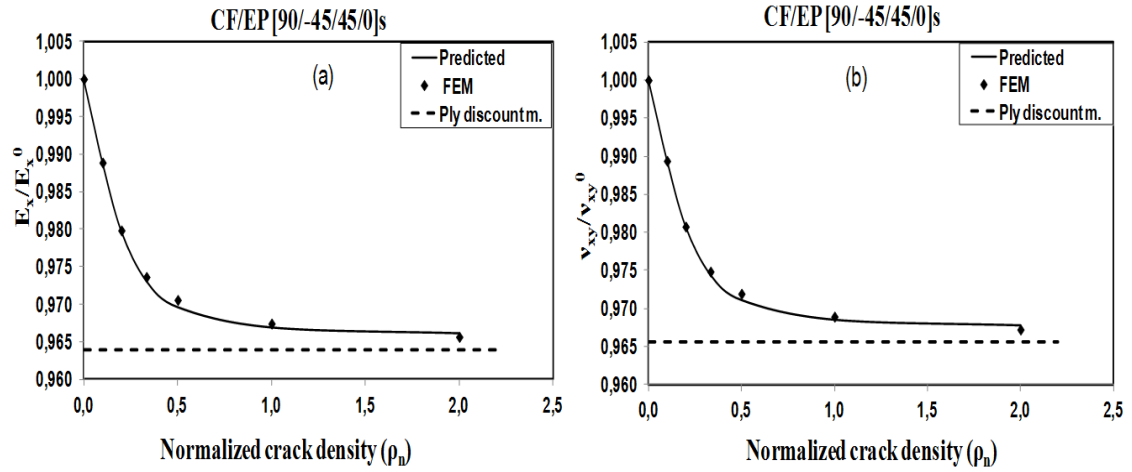 CF/EP [90/-45/45/0]s
1,005
1,000
0,995
0,990
0,985
0,980
0,975
0,970
0,965
0,960
Eₓ/Eₓ⁰
(a)
Predicted
FEM
Ply discount m.
0,0
0,5
1,0
1,5
2,0
2,5
Normalized crack density (ρₙ)
CF/EP [90/-45/45/0]s
1,005
1,000
0,995
0,990
0,985
0,980
0,975
0,970
0,965
0,960
νxy/νxy⁰
(b)
Predicted
FEM
Ply discount m.
0,0
0,5
1,0
1,5
2,0
2,5
Normalized crack density (ρₙ)